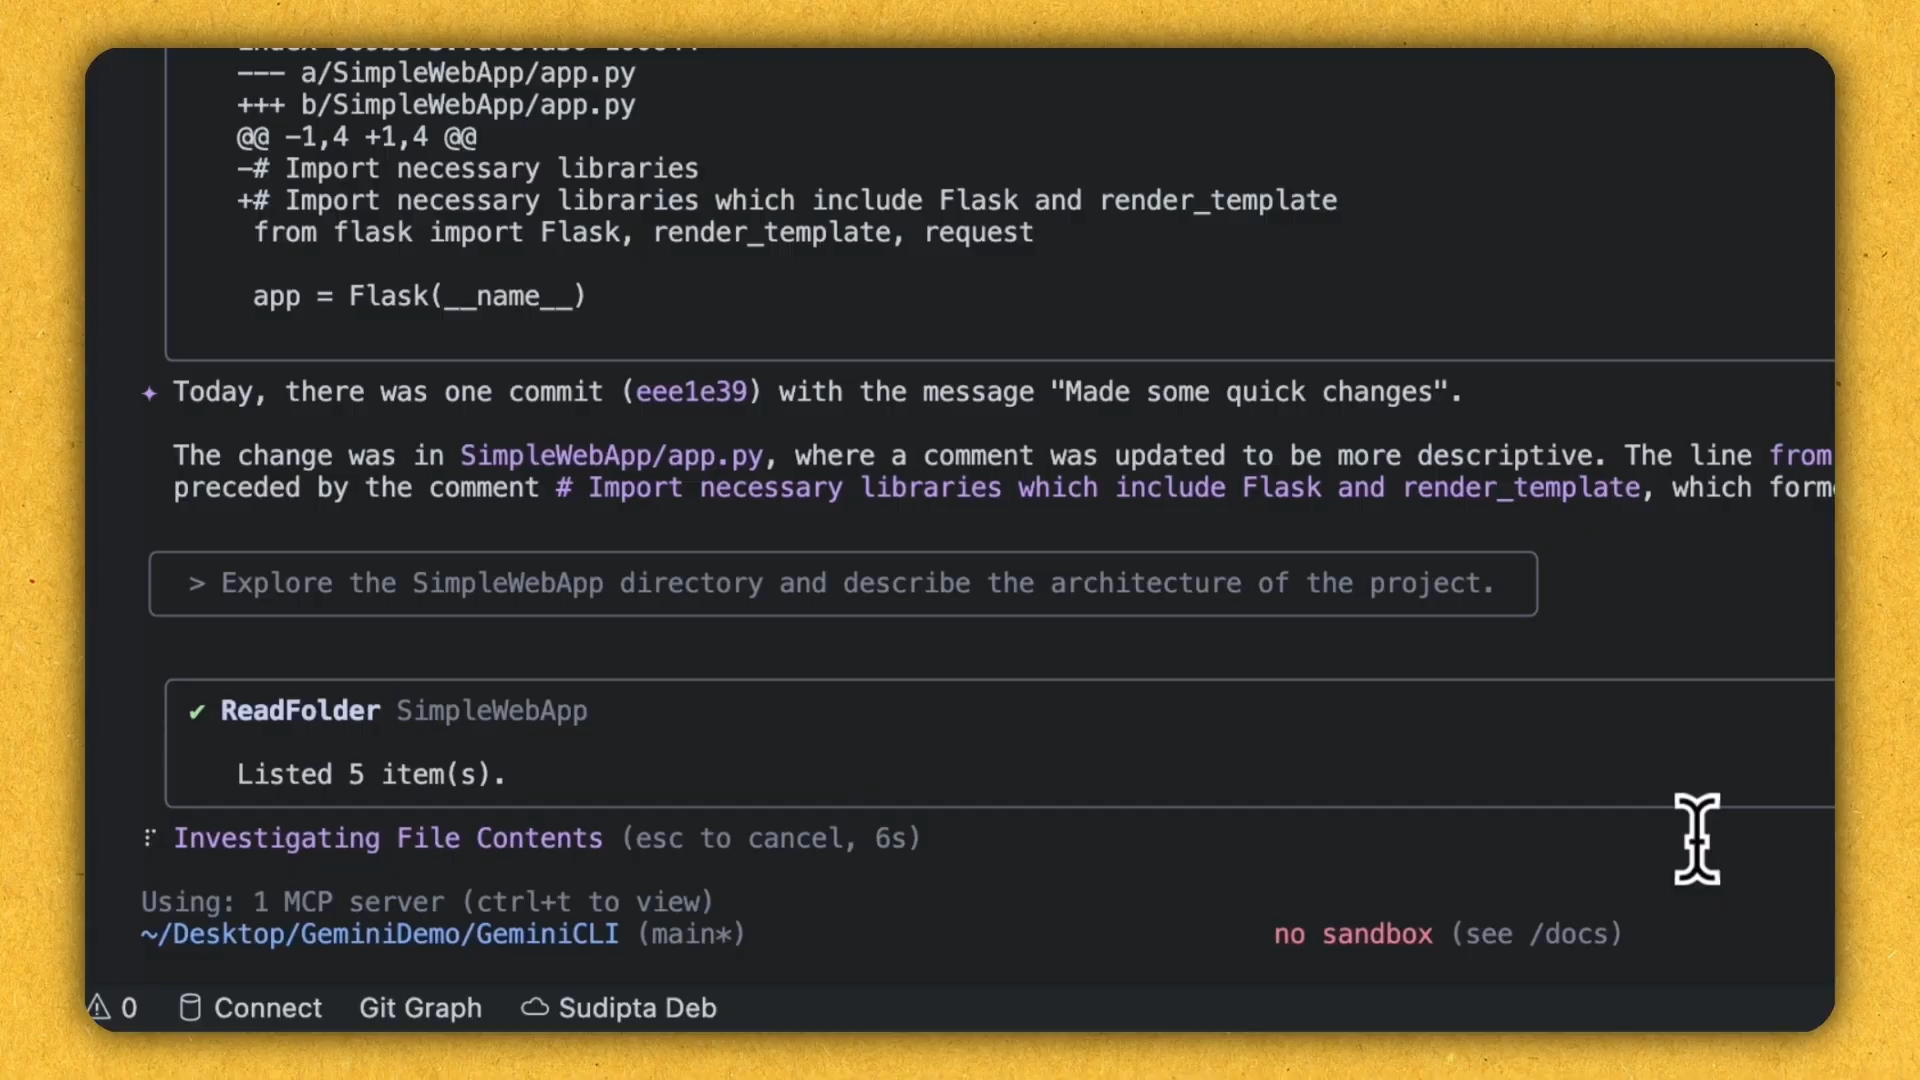 --- a/SimpleWebApp/app.py
+++ b/SimpleWebApp/app.py
@@ -1,4 +1,4 @@
-# Import necessary libraries
+# Import necessary libraries which include Flask and render_template
from flask import Flask, render_template, request
app = Flask(__name__)
✦ Today, there was one commit (eee1e39) with the message "Made some quick changes".
The change was in SimpleWebApp/app.py, where a comment was updated to be more descriptive. The line from
preceded by the comment # Import necessary libraries which include Flask and render_template, which
> Explore the SimpleWebApp directory and describe the architecture of the project.
✔ ReadFolder SimpleWebApp
Listed 5 item(s).
Investigating File Contents (esc to cancel, 6s)
Using: 1 MCP server (ctrl+t to view)
~/Desktop/GeminiDemo/GeminiCLI (main*) no sandbox (see /docs)
0 Connect Git Graph Sudipta Deb